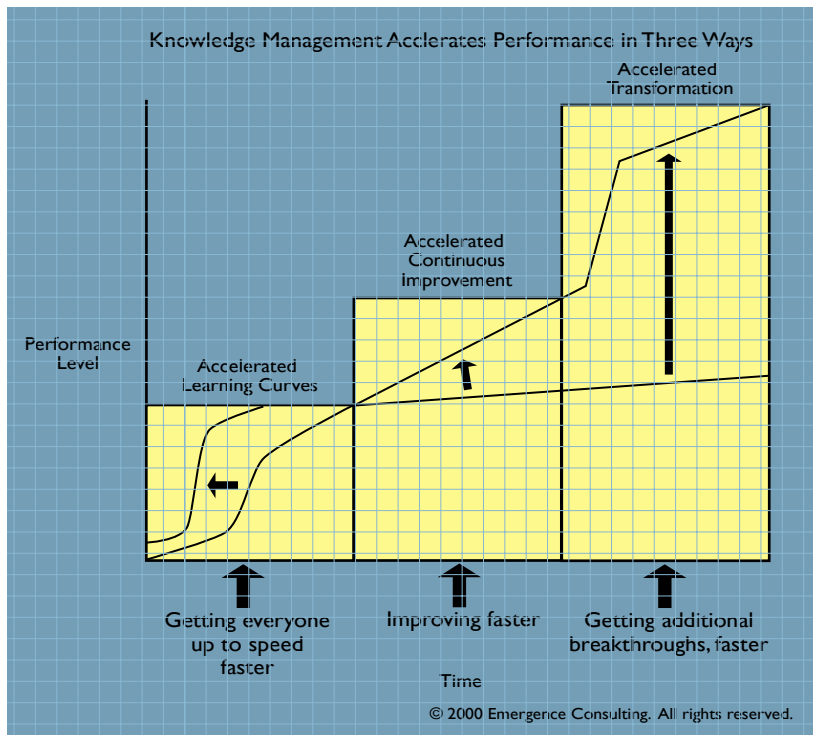 Knowledge Management Acclerates Performance in Three Ways
Accelerated
Transformation
Accelerated
Continuous
Improvement
Performance
Level
Accelerated
Learning Curves
Getting everyone
up to speed
faster
Improving faster
Getting additional
breakthroughs, faster
Time
© 2000 Emergence Consulting. All rights reserved.